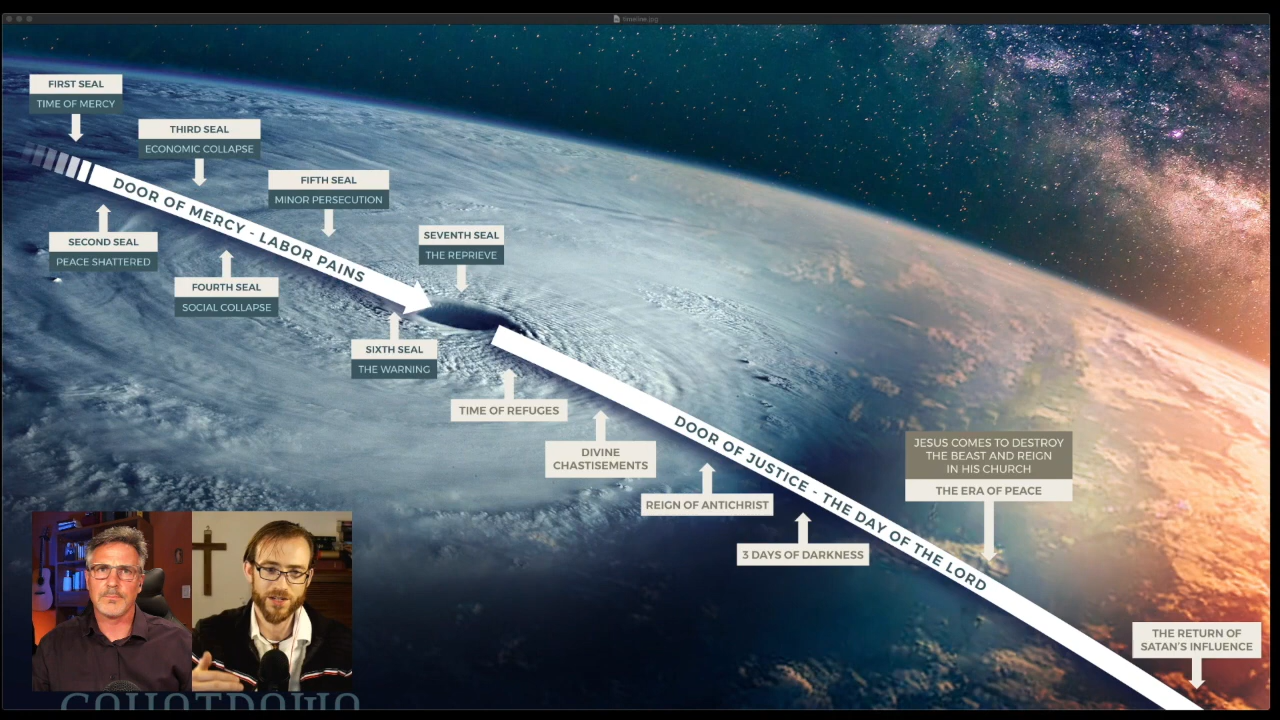 timeline.jpg
FIRST SEAL
TIME OF MERCY
THIRD SEAL
ECONOMIC COLLAPSE
FIFTH SEAL
MINOR PERSECUTION
SEVENTH SEAL
THE REPRIEVE
DOOR OF MERCY - LABOR PAINS
SECOND SEAL
PEACE SHATTERED
FOURTH SEAL
SOCIAL COLLAPSE
SIXTH SEAL
THE WARNING
TIME OF REFUGES
DIVINE
CHASTISEMENTS
REIGN OF ANTICHRIST
3 DAYS OF DARKNESS
DOOR OF JUSTICE - THE DAY OF THE LORD
JESUS COMES TO DESTROY
THE BEAST AND REIGN
IN HIS CHURCH
THE ERA OF PEACE
THE RETURN OF
SATAN'S INFLUENCE
COUNTDOWN